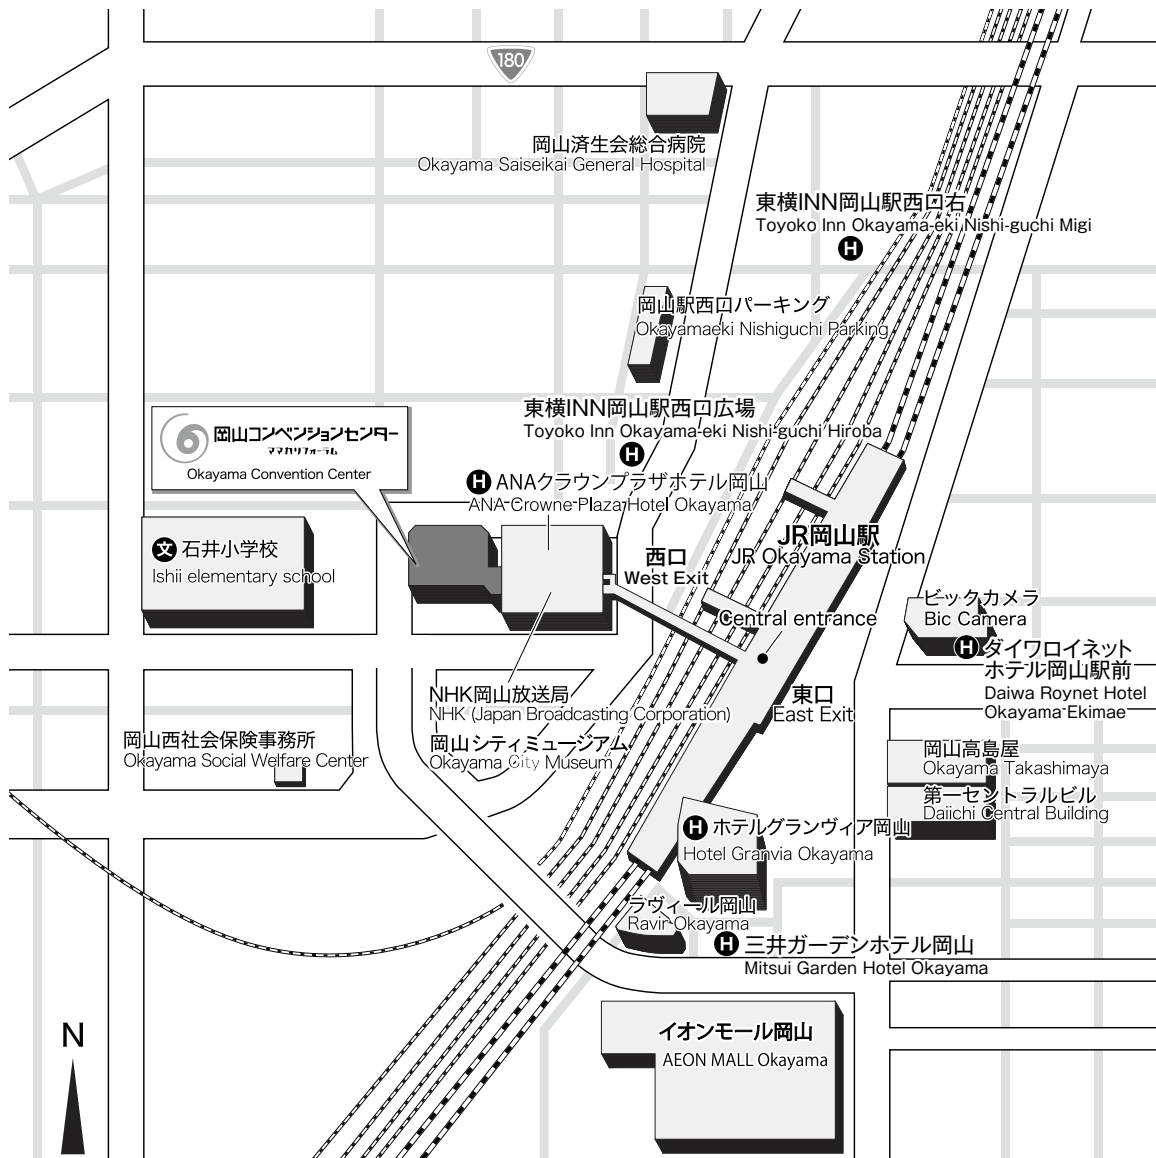 180
岡山済生会総合病院
Okayama Saiseikai General Hospital
東横INN岡山駅西口右
Toyoko Inn Okayama-eki Nishi-guchi Migi
H
岡山駅西口パーキング
Okayamaeki Nishiguchi Parking
東横INN岡山駅西口広場
Toyoko Inn Okayama-eki Nishi-guchi Hiroba
H
岡山コンベンションセンター
ママカリフォーラム
Okayama Convention Center
H ANAクラウンプラザホテル岡山
ANA Crowne Plaza Hotel Okayama
文 石井小学校
Ishii elementary school
西口
West Exit
JR岡山駅
JR Okayama Station
Central entrance
ビックカメラ
Bic Camera
H ダイワロイネット
ホテル岡山駅前
Daiwa Roynet Hotel
Okayama-Ekimae
NHK岡山放送局
NHK (Japan Broadcasting Corporation)
岡山シティミュージアム
Okayama City Museum
東口
East Exit
岡山西社会保険事務所
Okayama Social Welfare Center
岡山高島屋
Okayama Takashimaya
第一セントラルビル
Daiichi Central Building
H ホテルグランヴィア岡山
Hotel Granvia Okayama
ラヴィール岡山
Ravir Okayama
H 三井ガーデンホテル岡山
Mitsui Garden Hotel Okayama
イオンモール岡山
AEON MALL Okayama
N